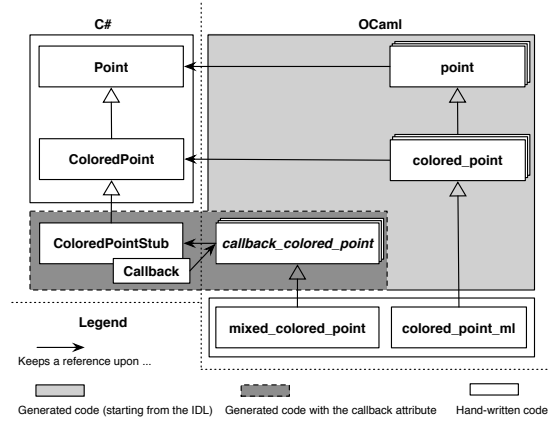 C#
OCaml
Point
point
ColoredPoint
colored_point
ColoredPointStub
callback_colored_point
Callback
mixed_colored_point
colored_point_ml
Legend
Keeps a reference upon ...
Generated code (starting from the IDL)
Generated code with the callback attribute
Hand-written code